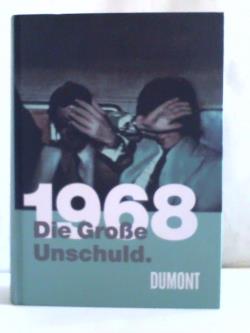 1968
Die Große
Unschuld.
DUMONT